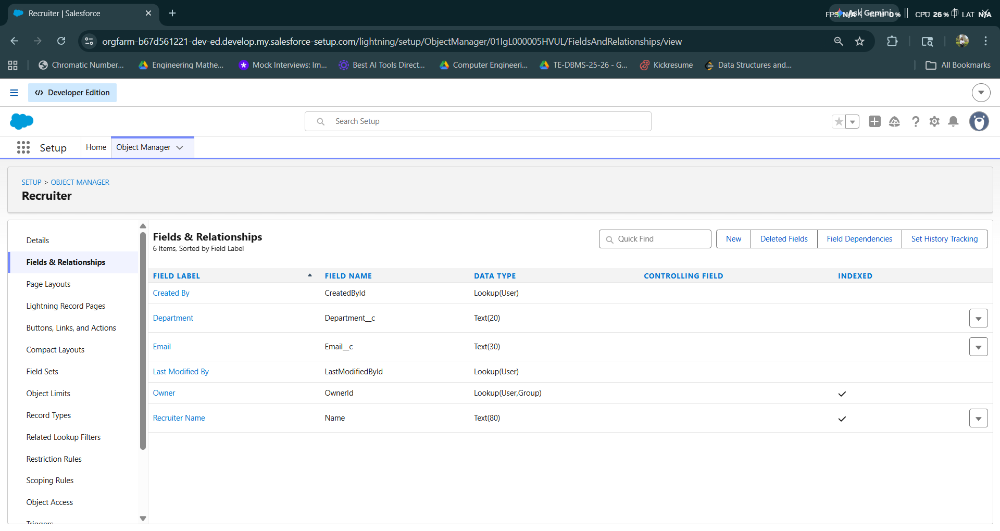 Recruiter | Salesforce
Ask Gemini
FPS N/A GPU 0 % CPU 26 % LAT N/A
orgfarm-b67d561221-dev-ed.develop.my.salesforce-setup.com/lightning/setup/ObjectManager/01IgL000005HVUL/FieldsAndRelationships/view
Chromatic Number...
Engineering Mathe...
Mock Interviews: Im...
Best AI Tools Direct...
Computer Engineeri...
TE-DBMS-25-26 - G...
Kickresume
Data Structures and...
All Bookmarks
Developer Edition
Search Setup
Setup
Home
Object Manager
SETUP > OBJECT MANAGER
Recruiter
Details
Fields & Relationships
Page Layouts
Lightning Record Pages
Buttons, Links, and Actions
Compact Layouts
Field Sets
Object Limits
Record Types
Related Lookup Filters
Restriction Rules
Scoping Rules
Object Access
Triggers
Fields & Relationships
6 Items, Sorted by Field Label
Quick Find
New
Deleted Fields
Field Dependencies
Set History Tracking
FIELD LABEL FIELD NAME DATA TYPE CONTROLLING FIELD INDEXED
Created By CreatedById Lookup(User)
Department Department__c Text(20)
Email Email__c Text(30)
Last Modified By LastModifiedById Lookup(User)
Owner OwnerId Lookup(User,Group)
Recruiter Name Name Text(80)